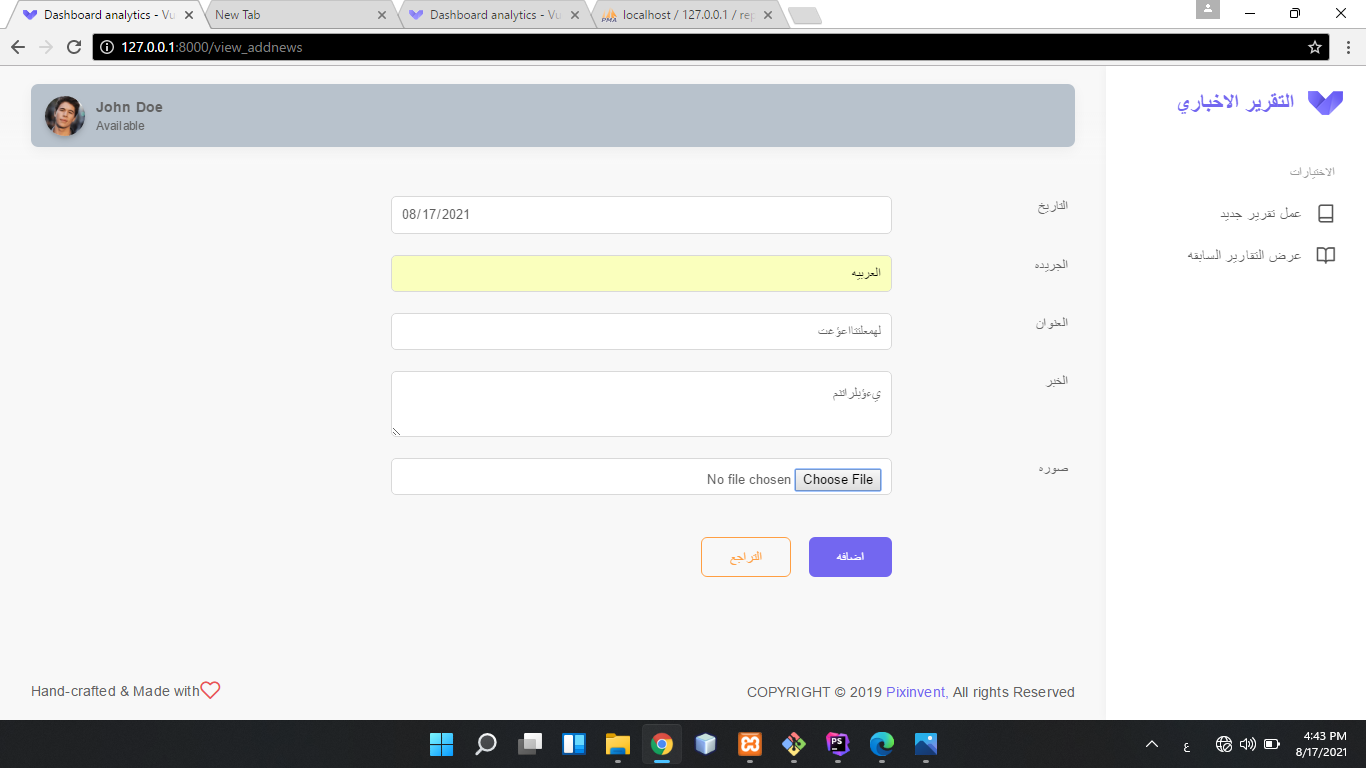 Dashboard analytics - Vu
New Tab
Dashboard analytics - Vu
localhost / 127.0.0.1 / rep
127.0.0.1:8000/view_addnews
John Doe
Available
التقرير الاخباري
الاختيارات
عمل تقرير جديد
عرض التقارير السابقه
التاريخ
08/17/2021
الجريده
العربيه
العنوان
لهمعلنتااعؤعت
الخبر
صوره
Choose File No file chosen
اضافه
التراجع
COPYRIGHT © 2019 Pixinvent, All rights Reserved
Hand-crafted & Made with
ع
4:43 PM
8/17/2021